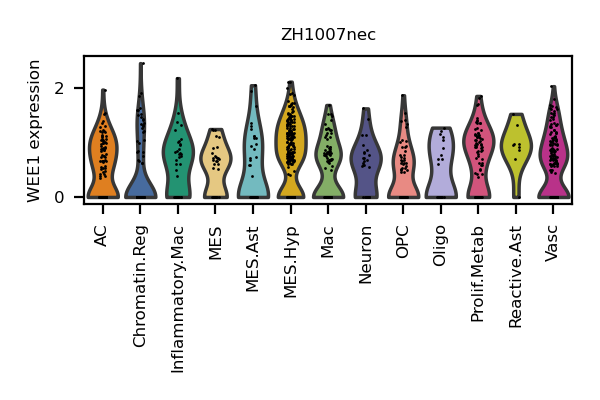 ZH1007nec
WEE1 expression
2
0
AC
Chromatin.Reg
Inflammatory.Mac
MES
MES.Ast
MES.Hyp
Mac
Neuron
OPC
Oligo
Prolif.Metab
Reactive.Ast
Vasc